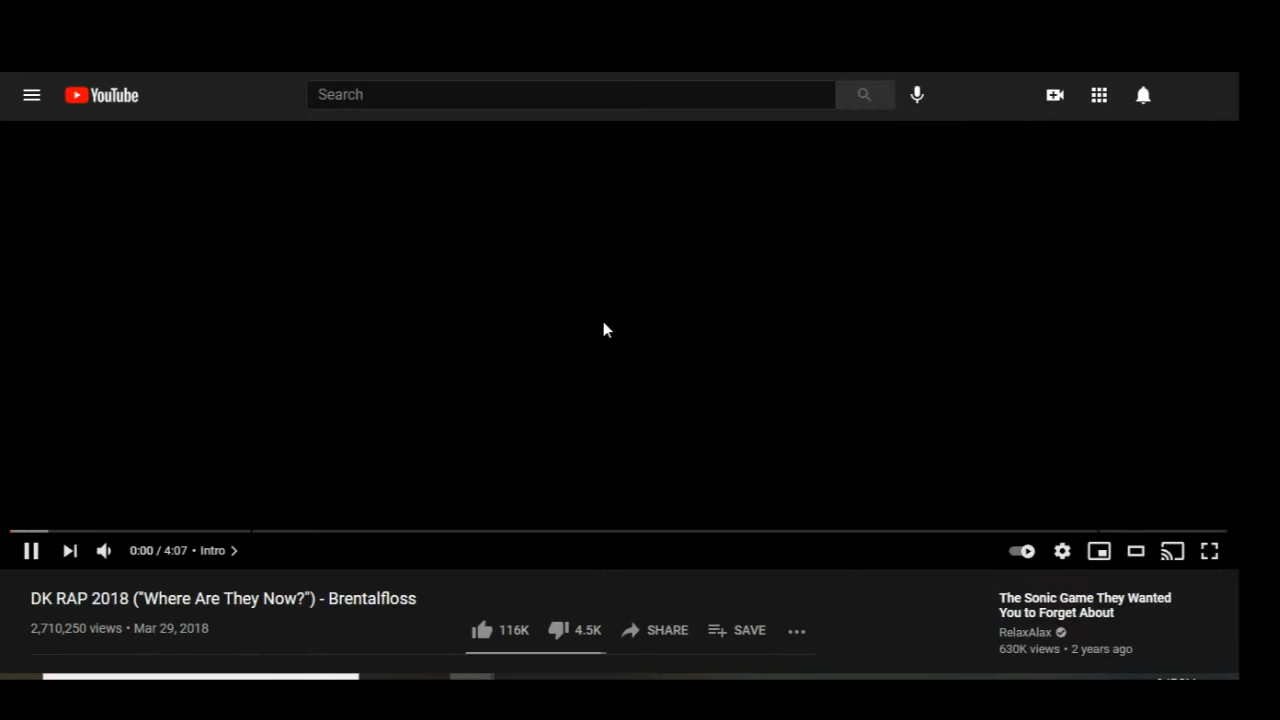 YouTube
Search
0:00 / 4:07 • Intro
DK RAP 2018 ("Where Are They Now?") - Brentalfloss
2,710,250 views • Mar 29, 2018
116K
4.5K
SHARE
SAVE
The Sonic Game They Wanted
You to Forget About
RelaxAlax
630K views • 2 years ago